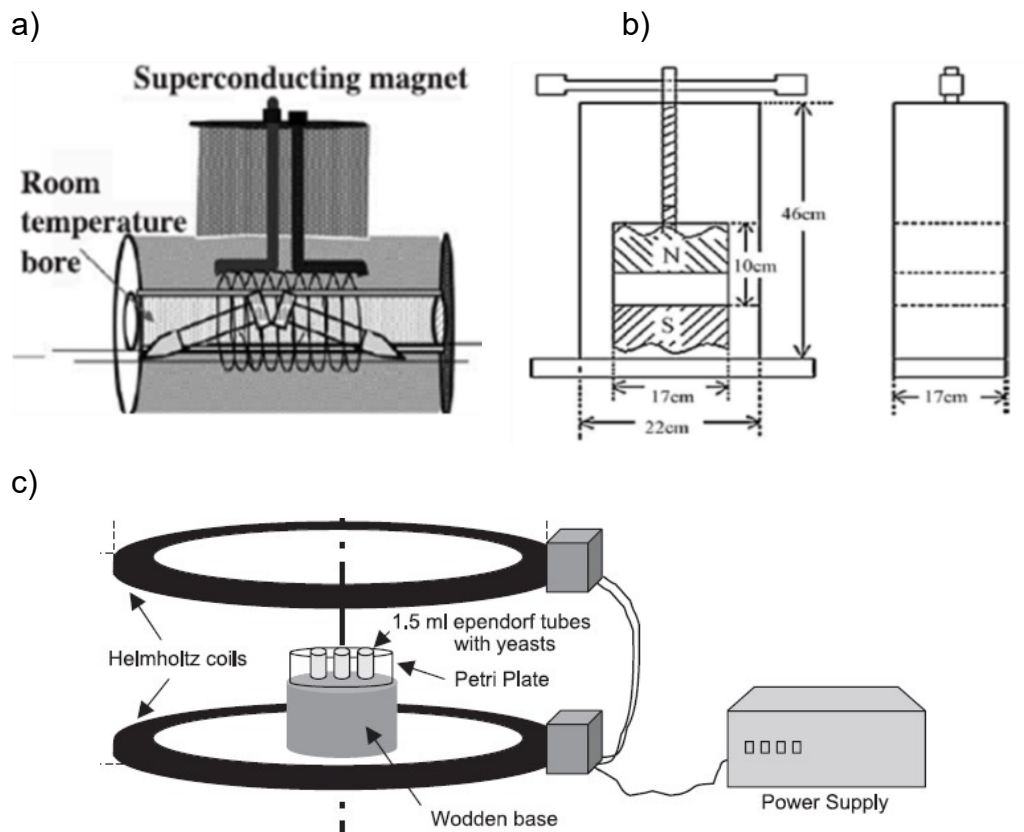 a)
b)
Superconducting magnet
Room
temperature
bore
N
S
46cm
10cm
17cm
22cm
17cm
c)
1.5 ml ependorf tubes
with yeasts
Helmholtz coils
Petri Plate
Wodden base
Power Supply